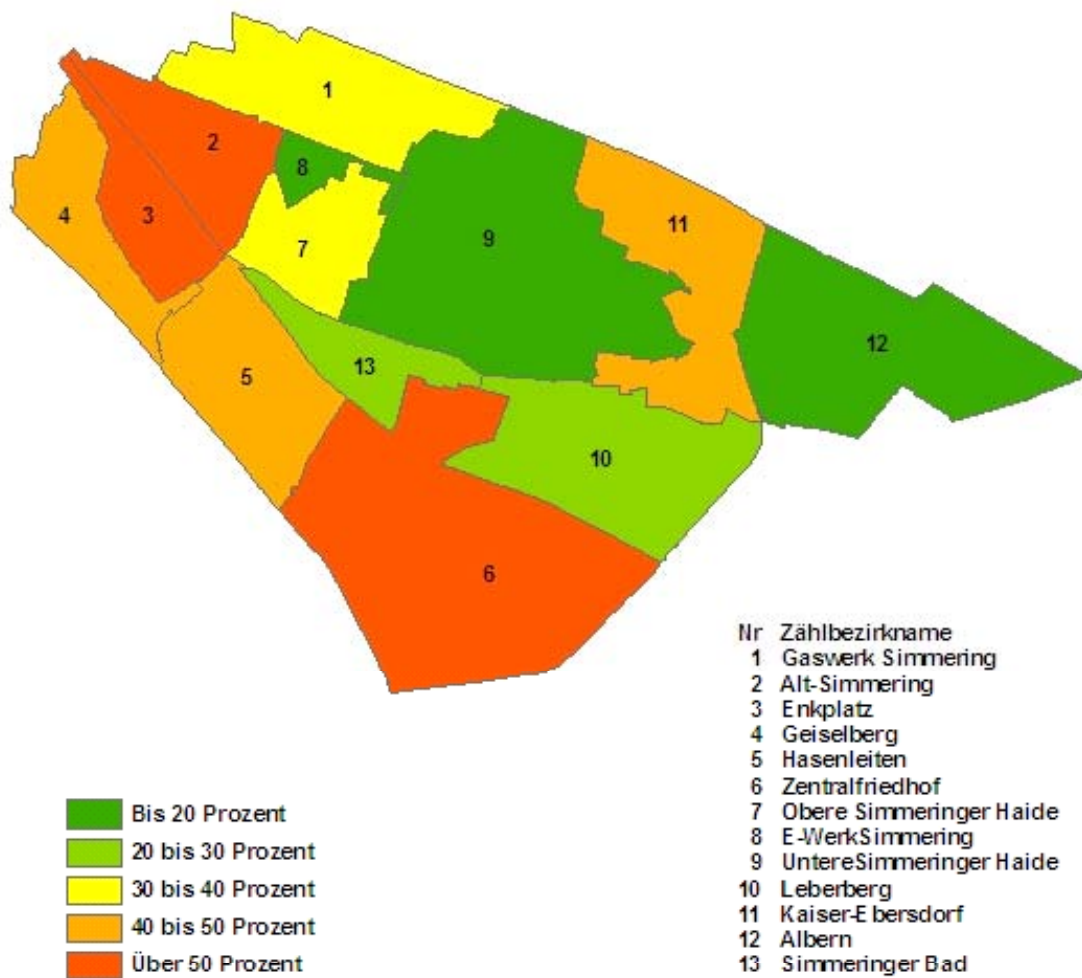 1
2
8
4
3
7
9
11
12
13
5
10
6
Nr Zählbezirkname
1 Gaswerk Simmering
2 Alt-Simmering
3 Enkplatz
4 Geiselberg
5 Hasenleiten
6 Zentralfriedhof
7 Obere Simmeringer Haide
8 E-WerkSimmering
9 UntereSimmeringer Haide
10 Leberberg
11 Kaiser-Ebersdorf
12 Albern
13 Simmeringer Bad
Bis 20 Prozent
20 bis 30 Prozent
30 bis 40 Prozent
40 bis 50 Prozent
Über 50 Prozent